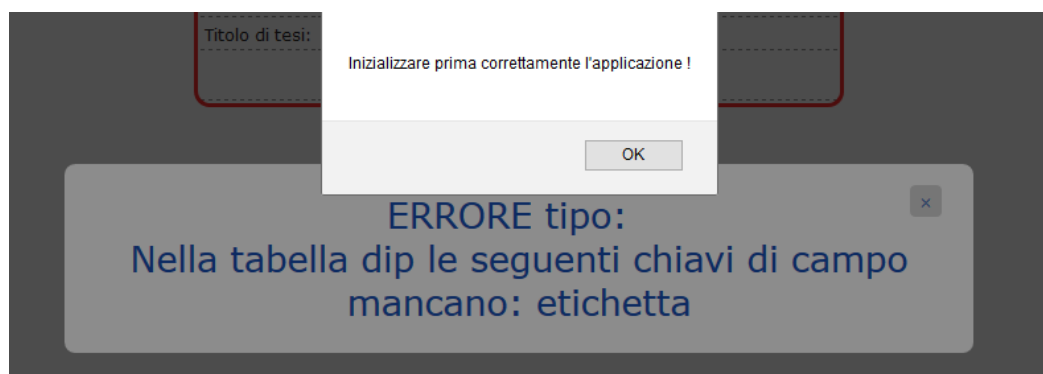 Titolo di tesi:
Inizializzare prima correttamente l'applicazione !
OK
×
ERRORE tipo:
Nella tabella dip le seguenti chiavi di campo
mancano: etichetta